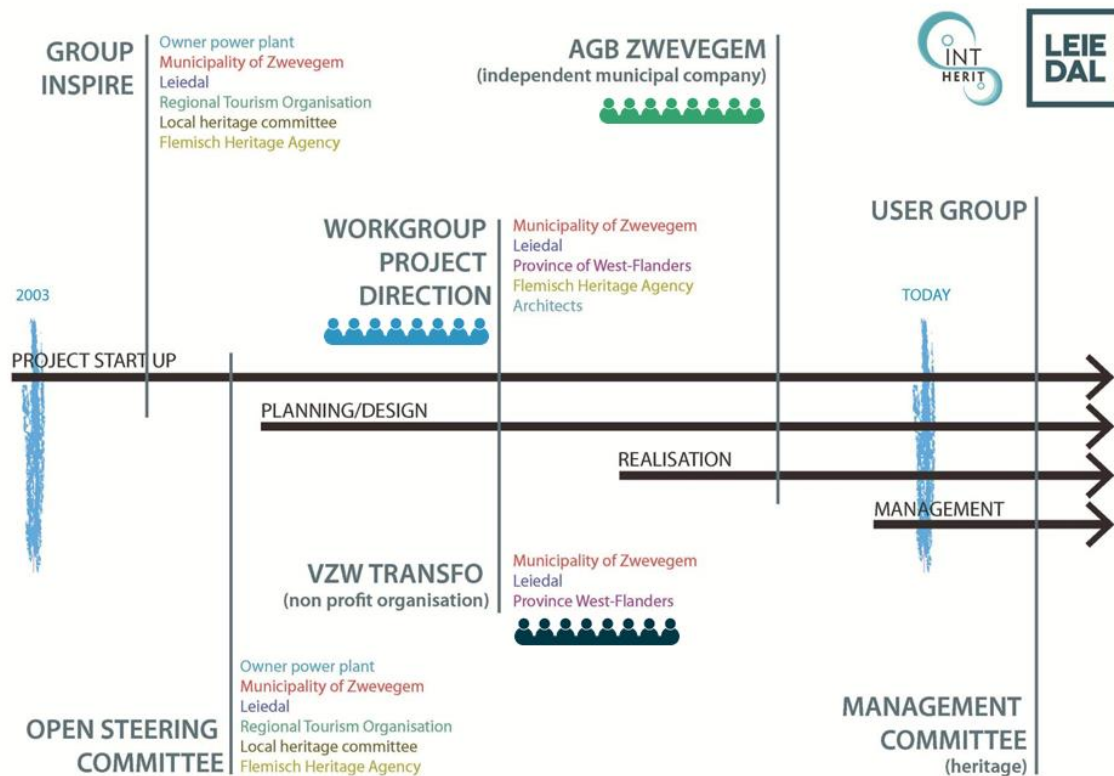 GROUP
INSPIRE
Owner power plant
Municipality of Zwevegem
Leiedal
Regional Tourism Organisation
Local heritage committee
Flemisch Heritage Agency
AGB ZWEVEGEM
(independent municipal company)
INT
HERIT
LEIE
DAL
WORKGROUP
PROJECT
DIRECTION
Municipality of Zwevegem
Leiedal
Province of West-Flanders
Flemisch Heritage Agency
Architects
USER GROUP
2003
TODAY
PROJECT START UP
PLANNING/DESIGN
REALISATION
MANAGEMENT
VZW TRANSFO
(non profit organisation)
Municipality of Zwevegem
Leiedal
Province West-Flanders
OPEN STEERING
COMMITTEE
Owner power plant
Municipality of Zwevegem
Leiedal
Regional Tourism Organisation
Local heritage committee
Flemisch Heritage Agency
MANAGEMENT
COMMITTEE
(heritage)